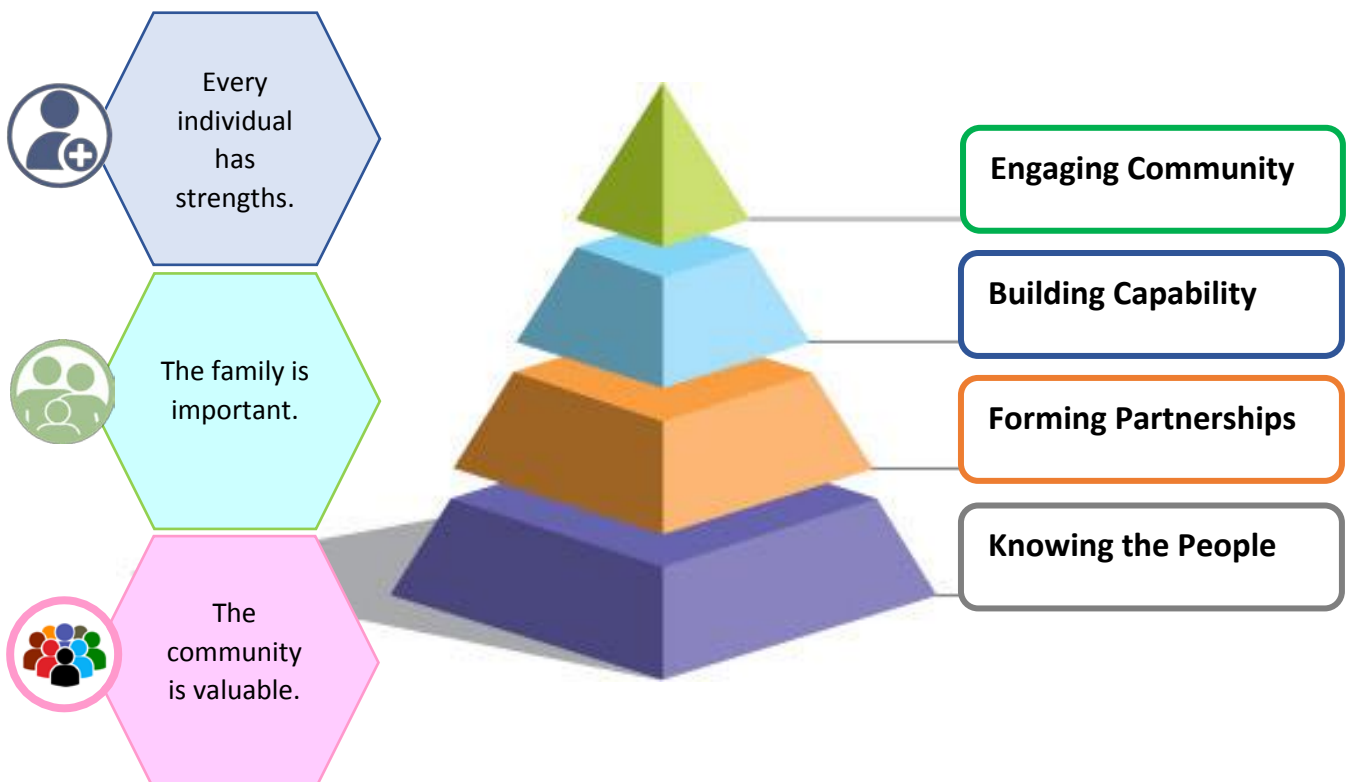 Every
individual
has
strengths.
The family is
important.
The
community
is valuable.
Engaging Community
Building Capability
Forming Partnerships
Knowing the People